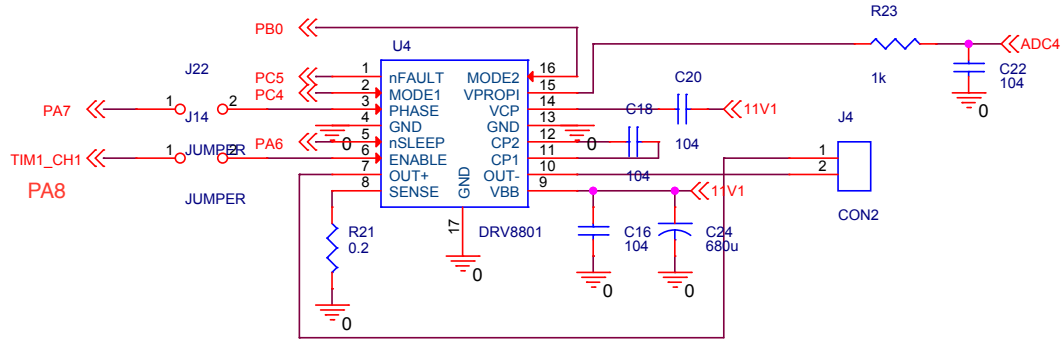 R23
PB0
U4
ADC4
1k
J22
PC5
1
nFAULT
MODE2
16
C20
C22
104
PC4
2
MODE1
VPROPI
15
PA7
1
2
3
PHASE
VCP
14
C18
11V1
0
J14
4
GND
GND
13
0
0
J4
PA6
5
nSLEEP
CP2
12
104
JUMPER
TIM1_CH1
1
2
6
ENABLE
CP1
11
1
PA8
7
OUT+
OUT-
10
104
2
JUMPER
8
SENSE
GND
VBB
9
11V1
CON2
17
DRV8801
R21
0.2
C16
104
C24
680u
0
0
0
0